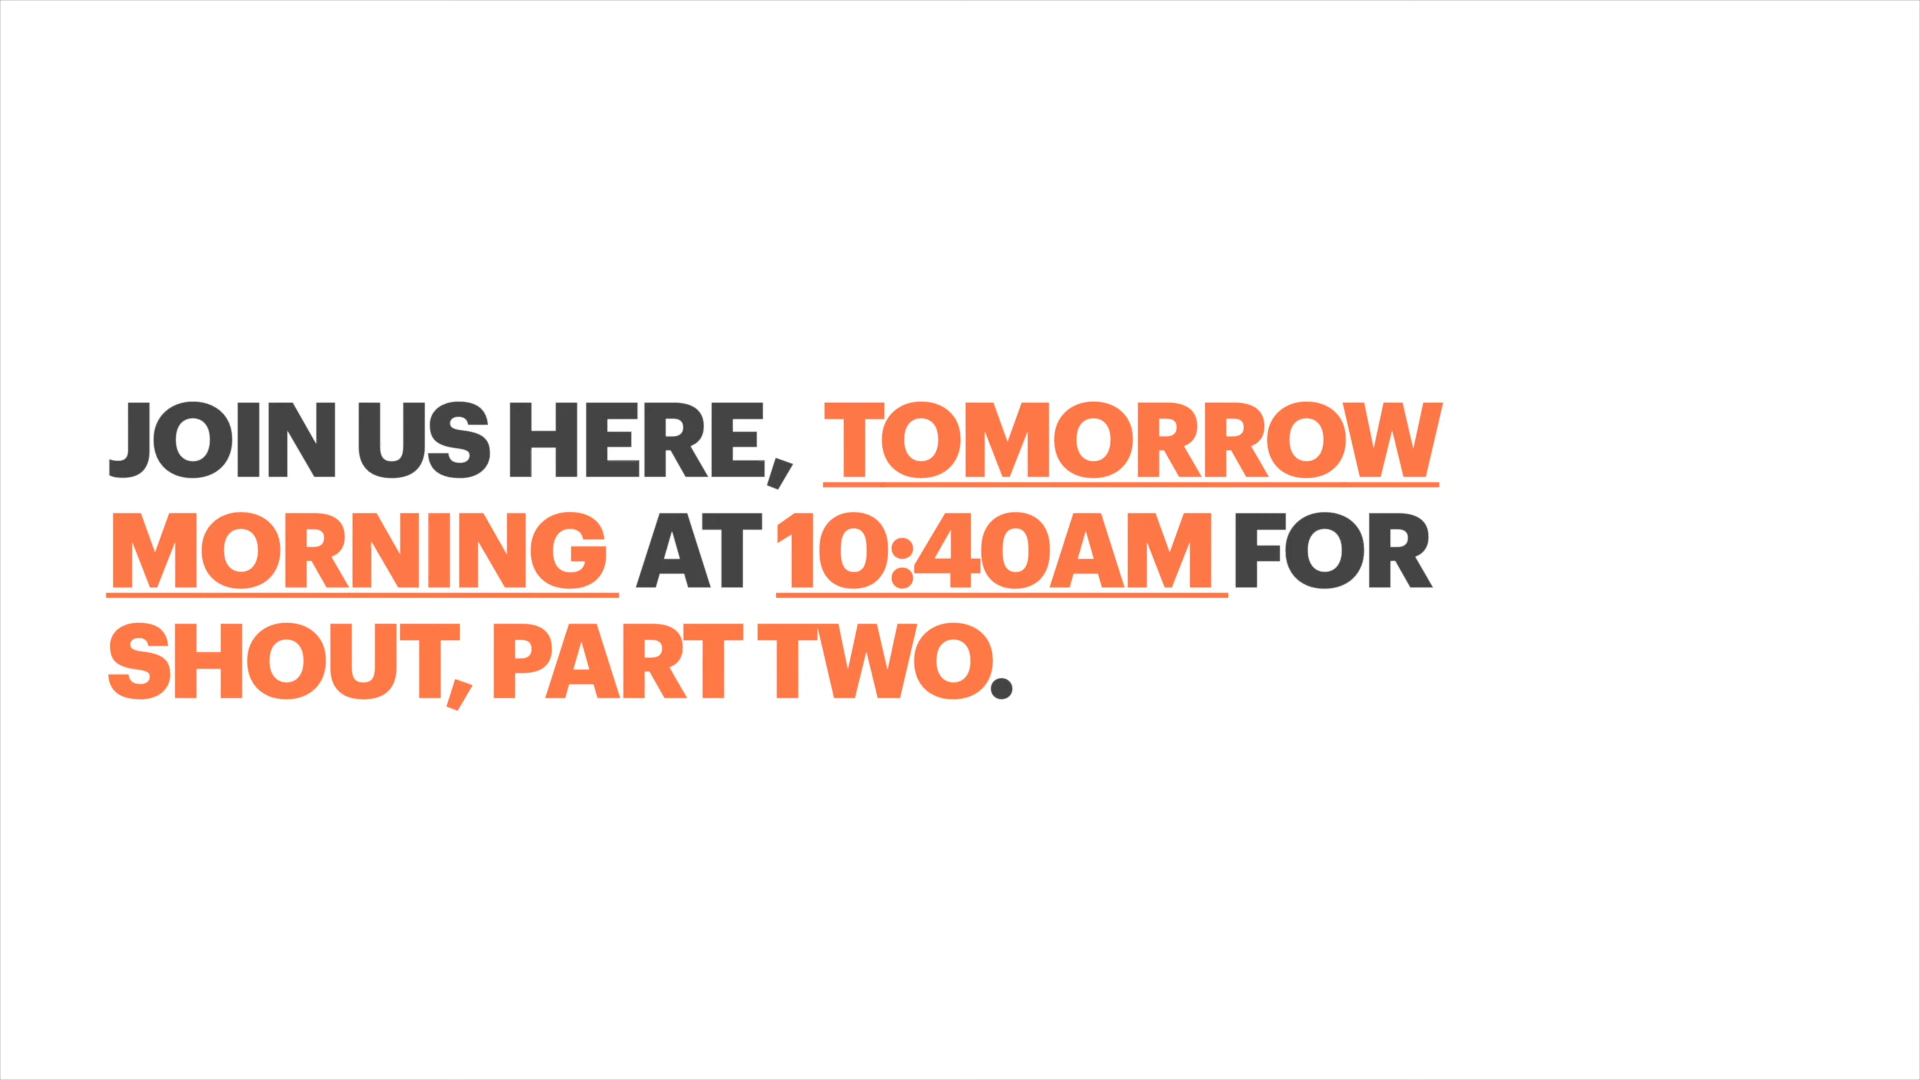 JOIN US HERE, TOMORROW
MORNING AT 10:40AM FOR
SHOUT, PART TWO.